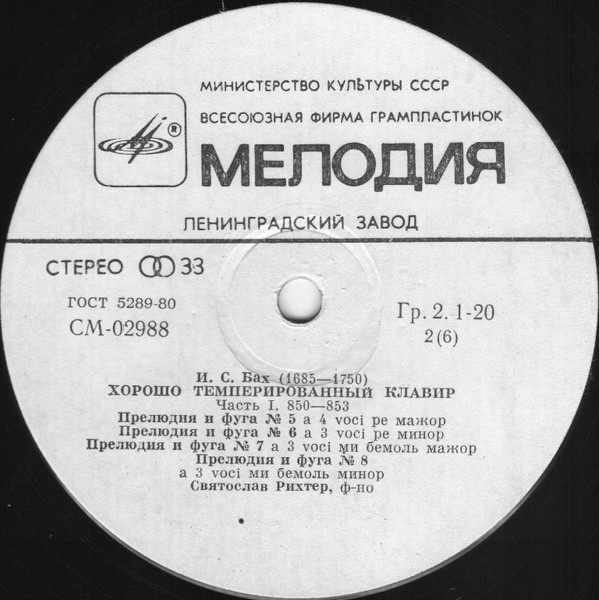 МИНИСТЕРСТВО КУЛЬТУРЫ СССР
ВСЕСОЮЗНАЯ ФИРМА ГРАМПЛАСТИНОК
®
МЕЛОДИЯ
ЛЕНИНГРАДСКИЙ ЗАВОД
СТЕРЕО 33
ГОСТ 5289-80
СМ-02988
Гр. 2. 1-20
2(6)
И. С. Бах (1685—1750)
ХОРОШО ТЕМПЕРИРОВАННЫЙ КЛАВИР
Часть I. 850—853
Прелюдия и фуга № 5 а 4 voci ре мажор
Прелюдия и фуга № 6 а 3 voci ре минор
Прелюдия и фуга № 7 а 3 voci ми бемоль мажор
Прелюдия и фуга № 8
а 3 voci ми бемоль минор
Святослав Рихтер, ф-но